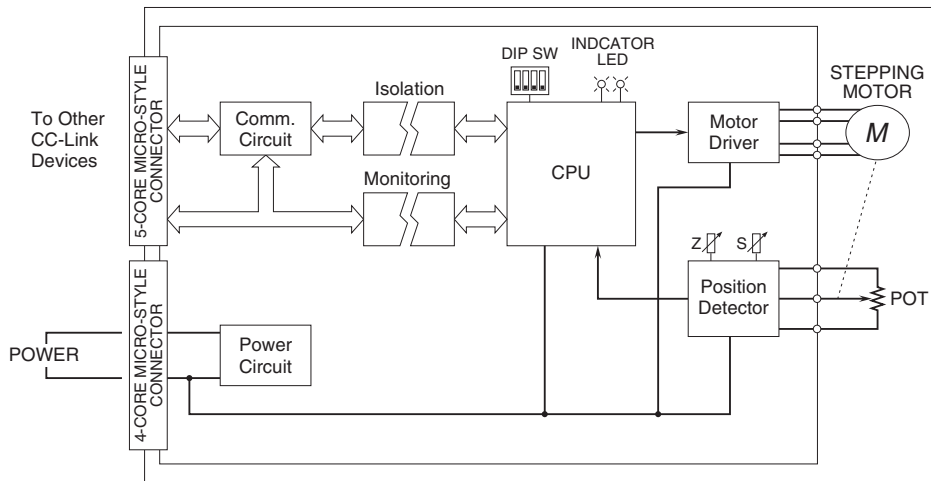 To Other
CC-Link
Devices
5-CORE MICRO-STYLE
CONNECTOR
Comm.
Circuit
Isolation
Monitoring
DIP SW
INDCATOR
LED
CPU
Motor
Driver
STEPPING
MOTOR
M
Z
S
Position
Detector
POT
POWER
4-CORE MICRO-STYLE
CONNECTOR
Power
Circuit